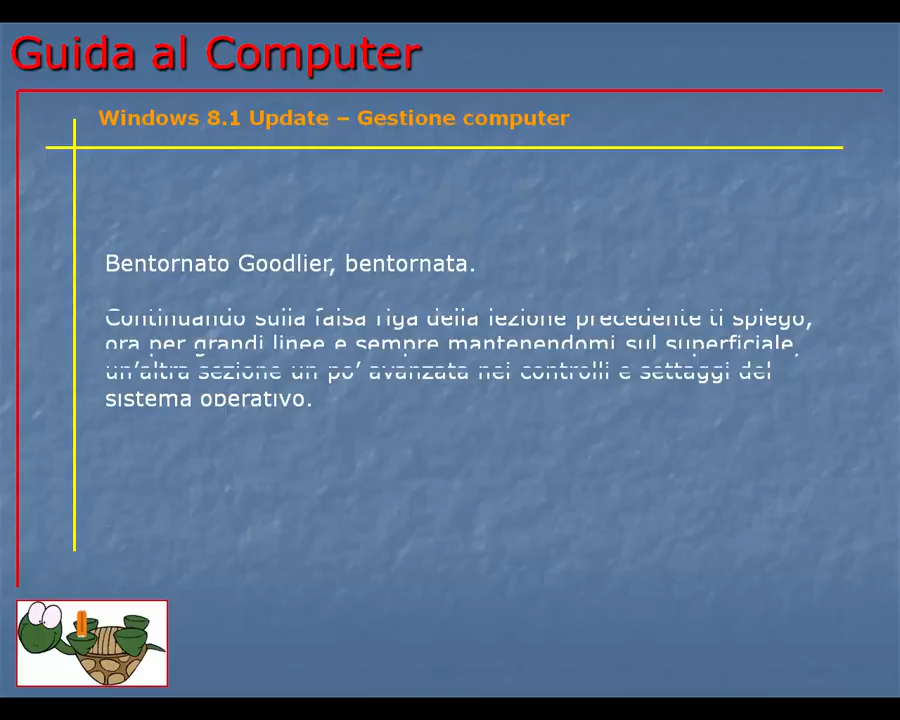 Guida al Computer
Windows 8.1 Update – Gestione computer
Bentornato Goodlier, bentornata.
Continuando sulla falsa riga della lezione precedente ti spiego,
ora per grandi linee e sempre mantenendomi sul superficiale,
un’altra sezione un po’ avanzata nei controlli e settaggi del
sistema operativo.